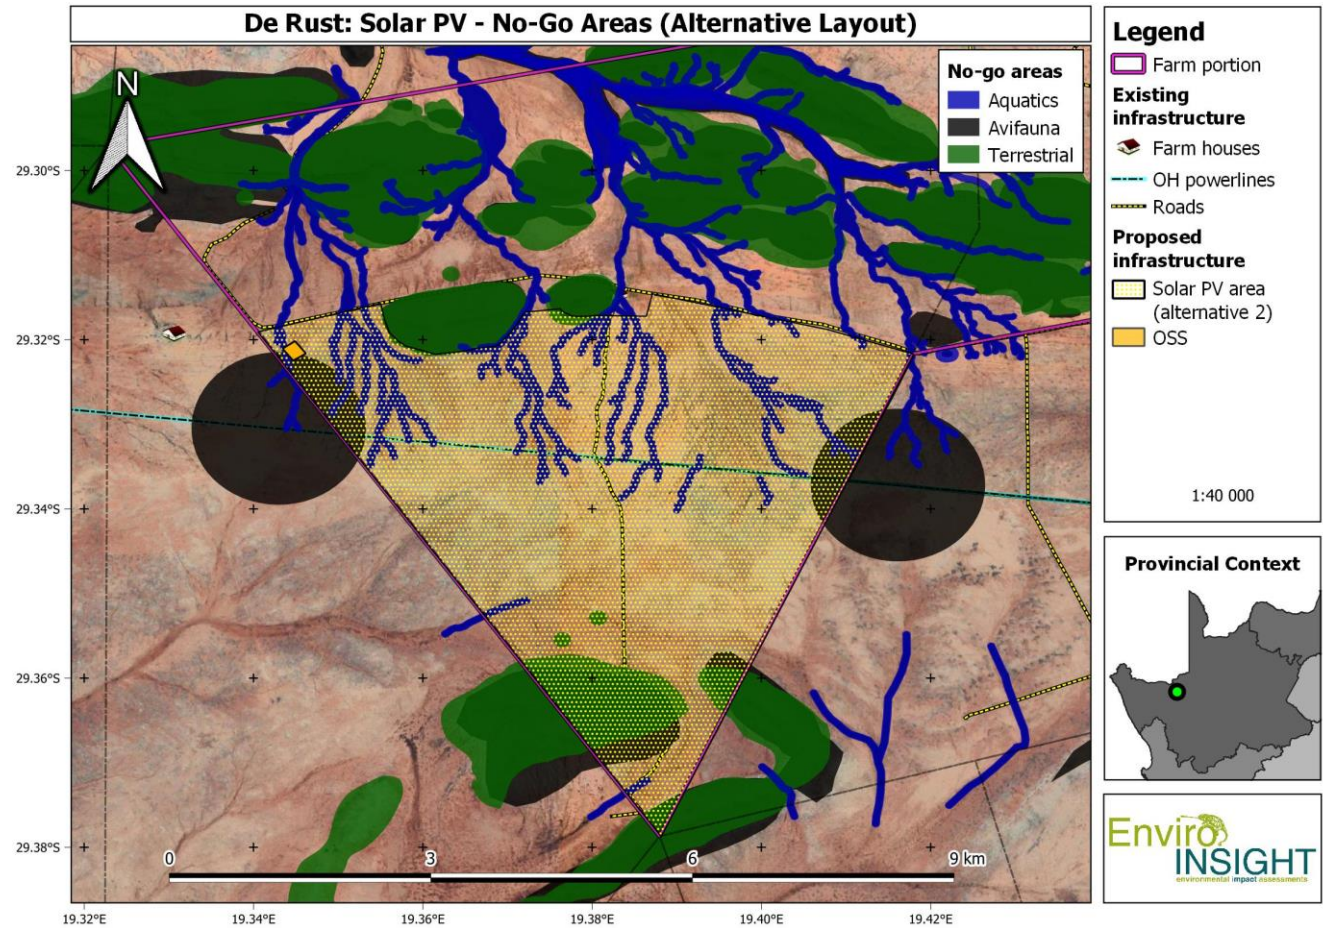 De Rust: Solar PV - No-Go Areas (Alternative Layout)
N
No-go areas
Aquatics
Avifauna
Terrestrial
29.30°S
29.32°S
29.34°S
29.36°S
29.38°S
0
3
6
9 km
19.32°E
19.34°E
19.36°E
19.38°E
19.40°E
19.42°E
Legend
Farm portion
Existing
infrastructure
Farm houses
OH powerlines
Roads
Proposed
infrastructure
Solar PV area
(alternative 2)
OSS
1:40 000
Provincial Context
Enviro
INSIGHT
environmental impact assessments